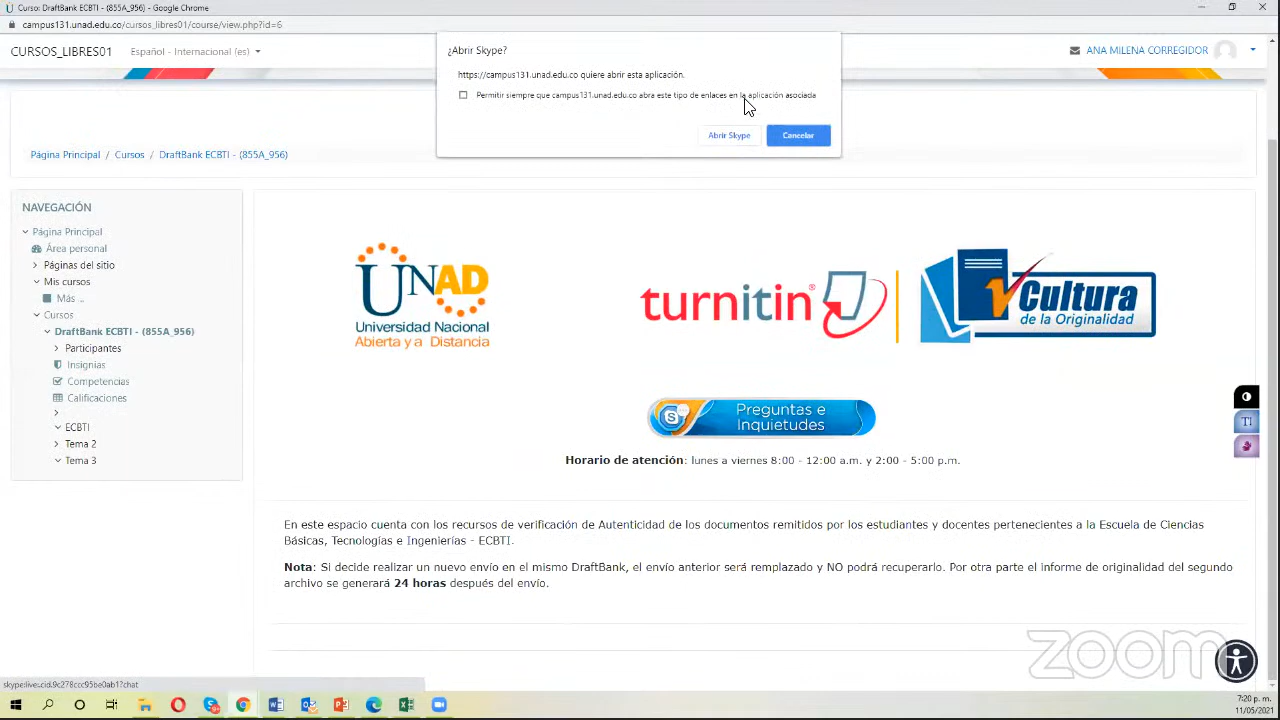 Curso: DraftBank ECBTI - (855A_956) - Google Chrome
campus131.unad.edu.co/cursos_libres01/course/view.php?id=6
CURSOS_LIBRES01
Español - Internacional (es)
ANA MILENA CORREGIDOR
¿Abrir Skype?
https://campus131.unad.edu.co quiere abrir esta aplicación.
Permitir siempre que campus131.unad.edu.co abra este tipo de enlaces en la aplicación asociada
Abrir Skype
Cancelar
Página Principal / Cursos / DraftBank ECBTI - (855A_956)
NAVEGACIÓN
Página Principal
Área personal
Páginas del sitio
Mis cursos
Más ...
Cursos
DraftBank ECBTI - (855A_956)
Participantes
Insignias
Competencias
Calificaciones
ECBTI
Tema 2
Tema 3
UNAD
Universidad Nacional
Abierta y a Distancia
turnitin®
Cultura
de la Originalidad
Preguntas e
Inquietudes
Horario de atención: lunes a viernes 8:00 - 12:00 a.m. y 2:00 - 5:00 p.m.
En este espacio cuenta con los recursos de verificación de Autenticidad de los documentos remitidos por los estudiantes y docentes pertenecientes a la Escuela de Ciencias
Básicas, Tecnologías e Ingenierías - ECBTI.
Nota: Si decide realizar un nuevo envío en el mismo DraftBank, el envío anterior será remplazado y NO podrá recuperarlo. Por otra parte el informe de originalidad del segundo
archivo se generará 24 horas después del envío.
zoom
skype:live:cid.9c278ccc95be0ab1?chat
7:20 p. m.
11/05/2021